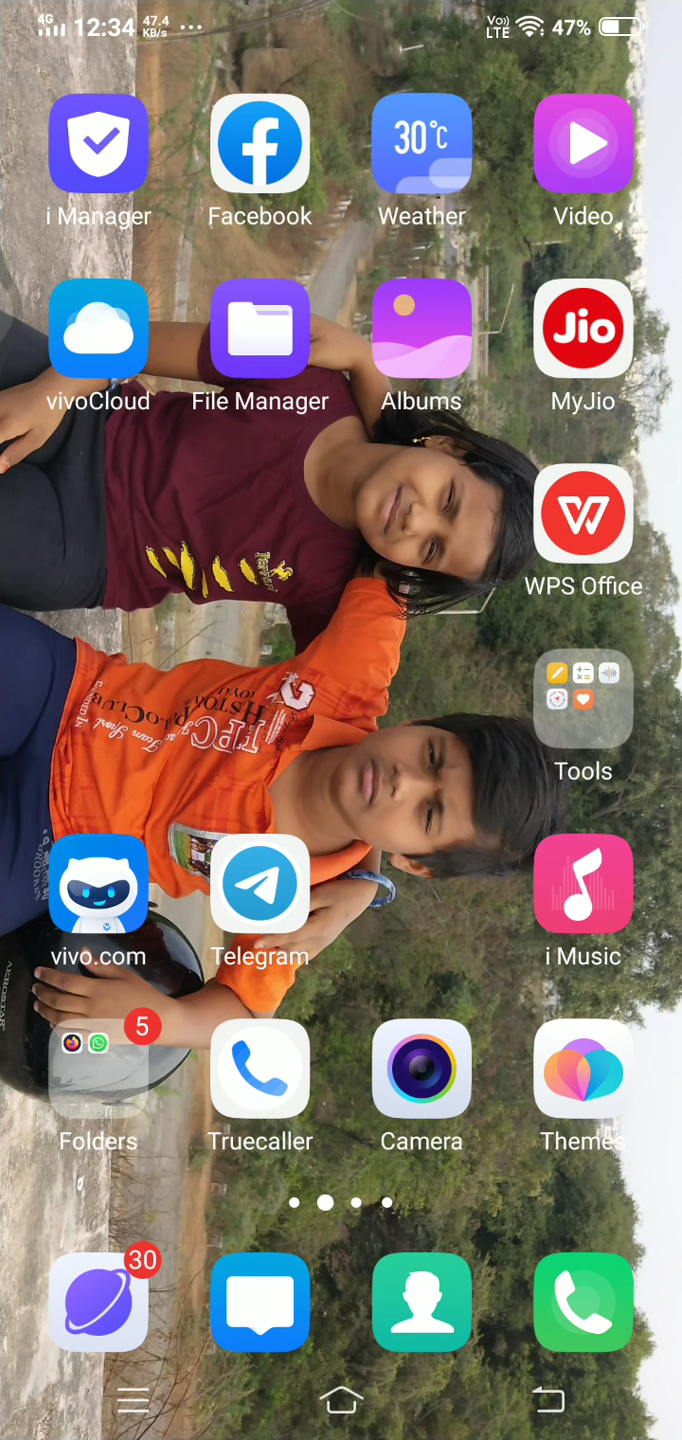 4G 12:34 47.4 KB/s ... Vo)) LTE 47%
30°C
i Manager Facebook Weather Video
Jio
vivoCloud File Manager Albums MyJio
WPS Office
Tools
vivo.com Telegram i Music
5
Folders Truecaller Camera Themes
30